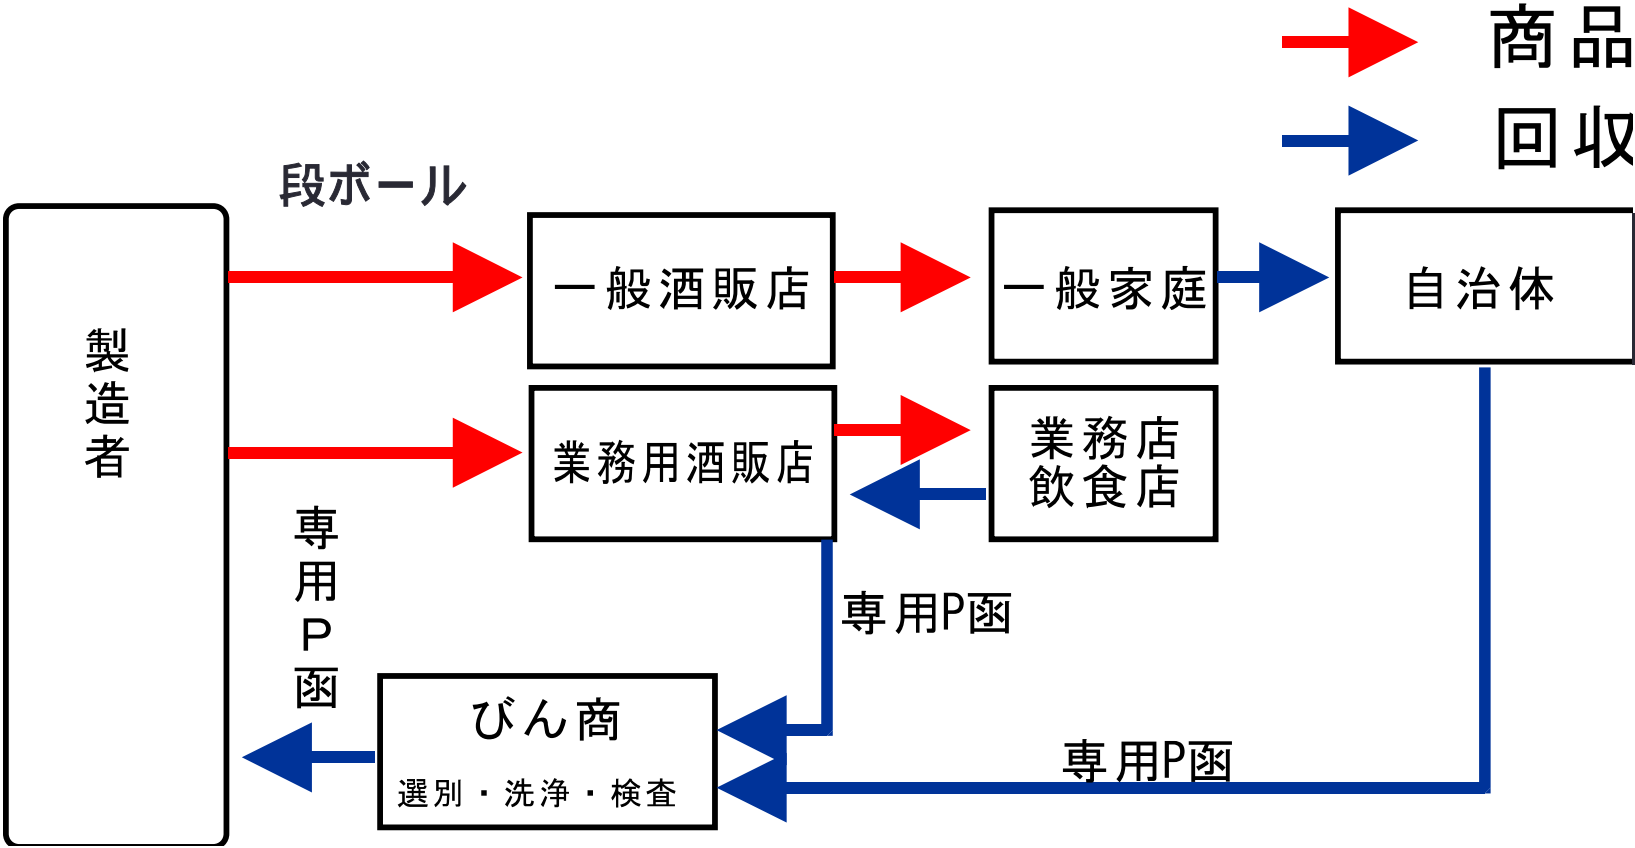 商品
回収
段ボール
製造者
一般酒販店
一般家庭
自治体
業務用酒販店
業務店
飲食店
専用P函
専用P函
びん商
選別・洗浄・検査
専用P函